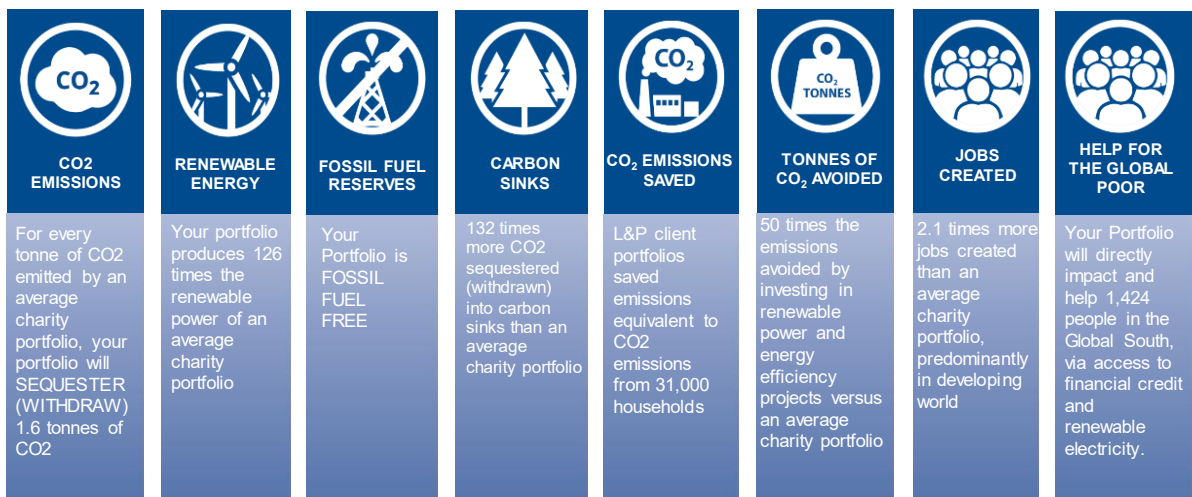 CO₂
CO2
EMISSIONS
For every
tonne of CO2
emitted by an
average
charity
portfolio, your
portfolio will
SEQUESTER
(WITHDRAW)
1.6 tonnes of
CO2
RENEWABLE
ENERGY
Your portfolio
produces 126
times the
renewable
power of an
average
charity
portfolio
FOSSIL FUEL
RESERVES
Your
Portfolio is
FOSSIL
FUEL
FREE
CARBON
SINKS
132 times
more CO2
sequestered
(withdrawn)
into carbon
sinks than an
average
charity portfolio
CO₂
CO₂ EMISSIONS
SAVED
L&P client
portfolios
saved
emissions
equivalent to
CO2
emissions
from 31,000
households
CO₂
TONNES
TONNES OF
CO₂ AVOIDED
50 times the
emissions
avoided by
investing in
renewable
power and
energy
efficiency
projects versus
an average
charity portfolio
JOBS
CREATED
2.1 times more
jobs created
than an
average
charity
portfolio,
predominantly
in developing
world
HELP FOR
THE GLOBAL
POOR
Your Portfolio
will directly
impact and
help 1,424
people in the
Global South,
via access to
financial credit
and
renewable
electricity.